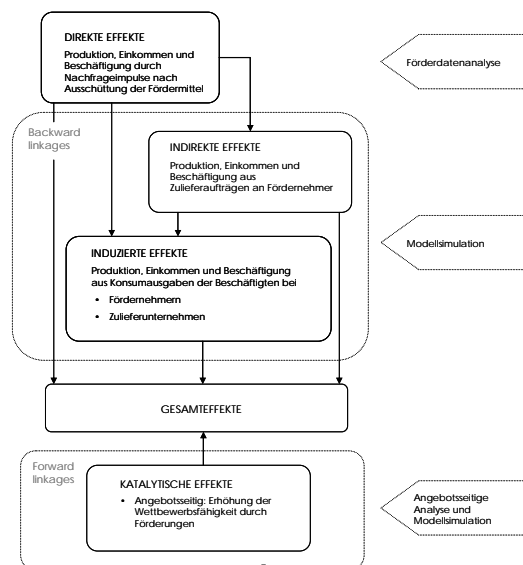 DIREKTE EFFEKTE
Produktion, Einkommen und
Beschäftigung durch
Nachfrageimpulse nach
Ausschüttung der Fördermittel
Förderdatenanalyse
Backward
linkages
INDIREKTE EFFEKTE
Produktion, Einkommen und
Beschäftigung aus
Zulieferaufträgen an Fördernehmer
Modellsimulation
INDUZIERTE EFFEKTE
Produktion, Einkommen und Beschäftigung
aus Konsumausgaben der Beschäftigten bei
• Fördernehmern
• Zulieferunternehmen
GESAMTEFFEKTE
Forward
linkages
KATALYTISCHE EFFEKTE
• Angebotsseitig: Erhöhung der
Wettbewerbsfähigkeit durch
Förderungen
Angebotsseitige
Analyse und
Modellsimulation